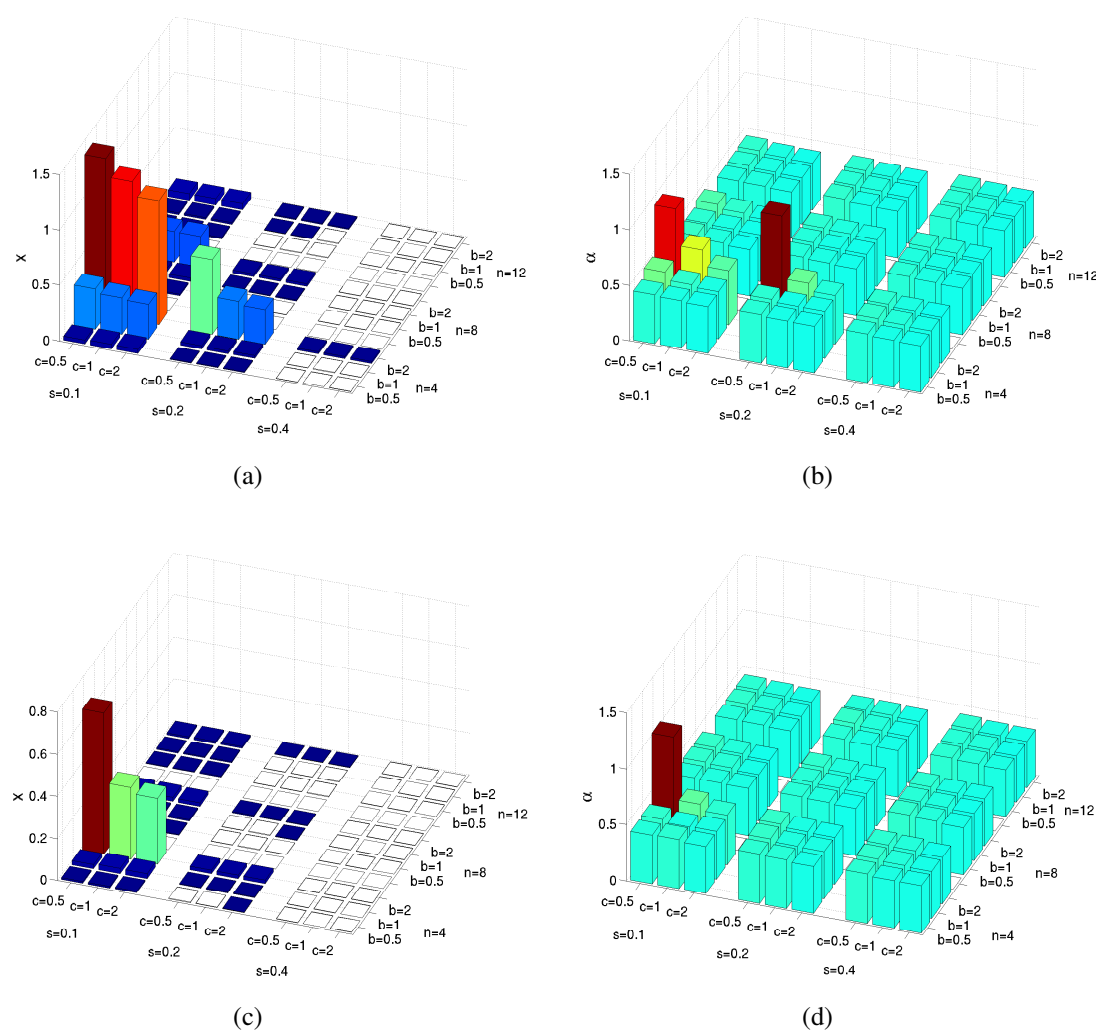 1.5
1
0.5
0
x
c=0.5
c=1
c=2
c=0.5
c=1
c=2
c=0.5
c=1
c=2
s=0.1
s=0.2
s=0.4
b=2
b=1
b=0.5
n=12
b=2
b=1
b=0.5
n=8
b=2
b=1
b=0.5
n=4
(a)
1.5
1
0.5
0
α
c=0.5
c=1
c=2
c=0.5
c=1
c=2
c=0.5
c=1
c=2
s=0.1
s=0.2
s=0.4
b=2
b=1
b=0.5
n=12
b=2
b=1
b=0.5
n=8
b=2
b=1
b=0.5
n=4
(b)
0.8
0.6
0.4
0.2
0
x
c=0.5
c=1
c=2
c=0.5
c=1
c=2
c=0.5
c=1
c=2
s=0.1
s=0.2
s=0.4
b=2
b=1
b=0.5
n=12
b=2
b=1
b=0.5
n=8
b=2
b=1
b=0.5
n=4
(c)
1.5
1
0.5
0
α
c=0.5
c=1
c=2
c=0.5
c=1
c=2
c=0.5
c=1
c=2
s=0.1
s=0.2
s=0.4
b=2
b=1
b=0.5
n=12
b=2
b=1
b=0.5
n=8
b=2
b=1
b=0.5
n=4
(d)